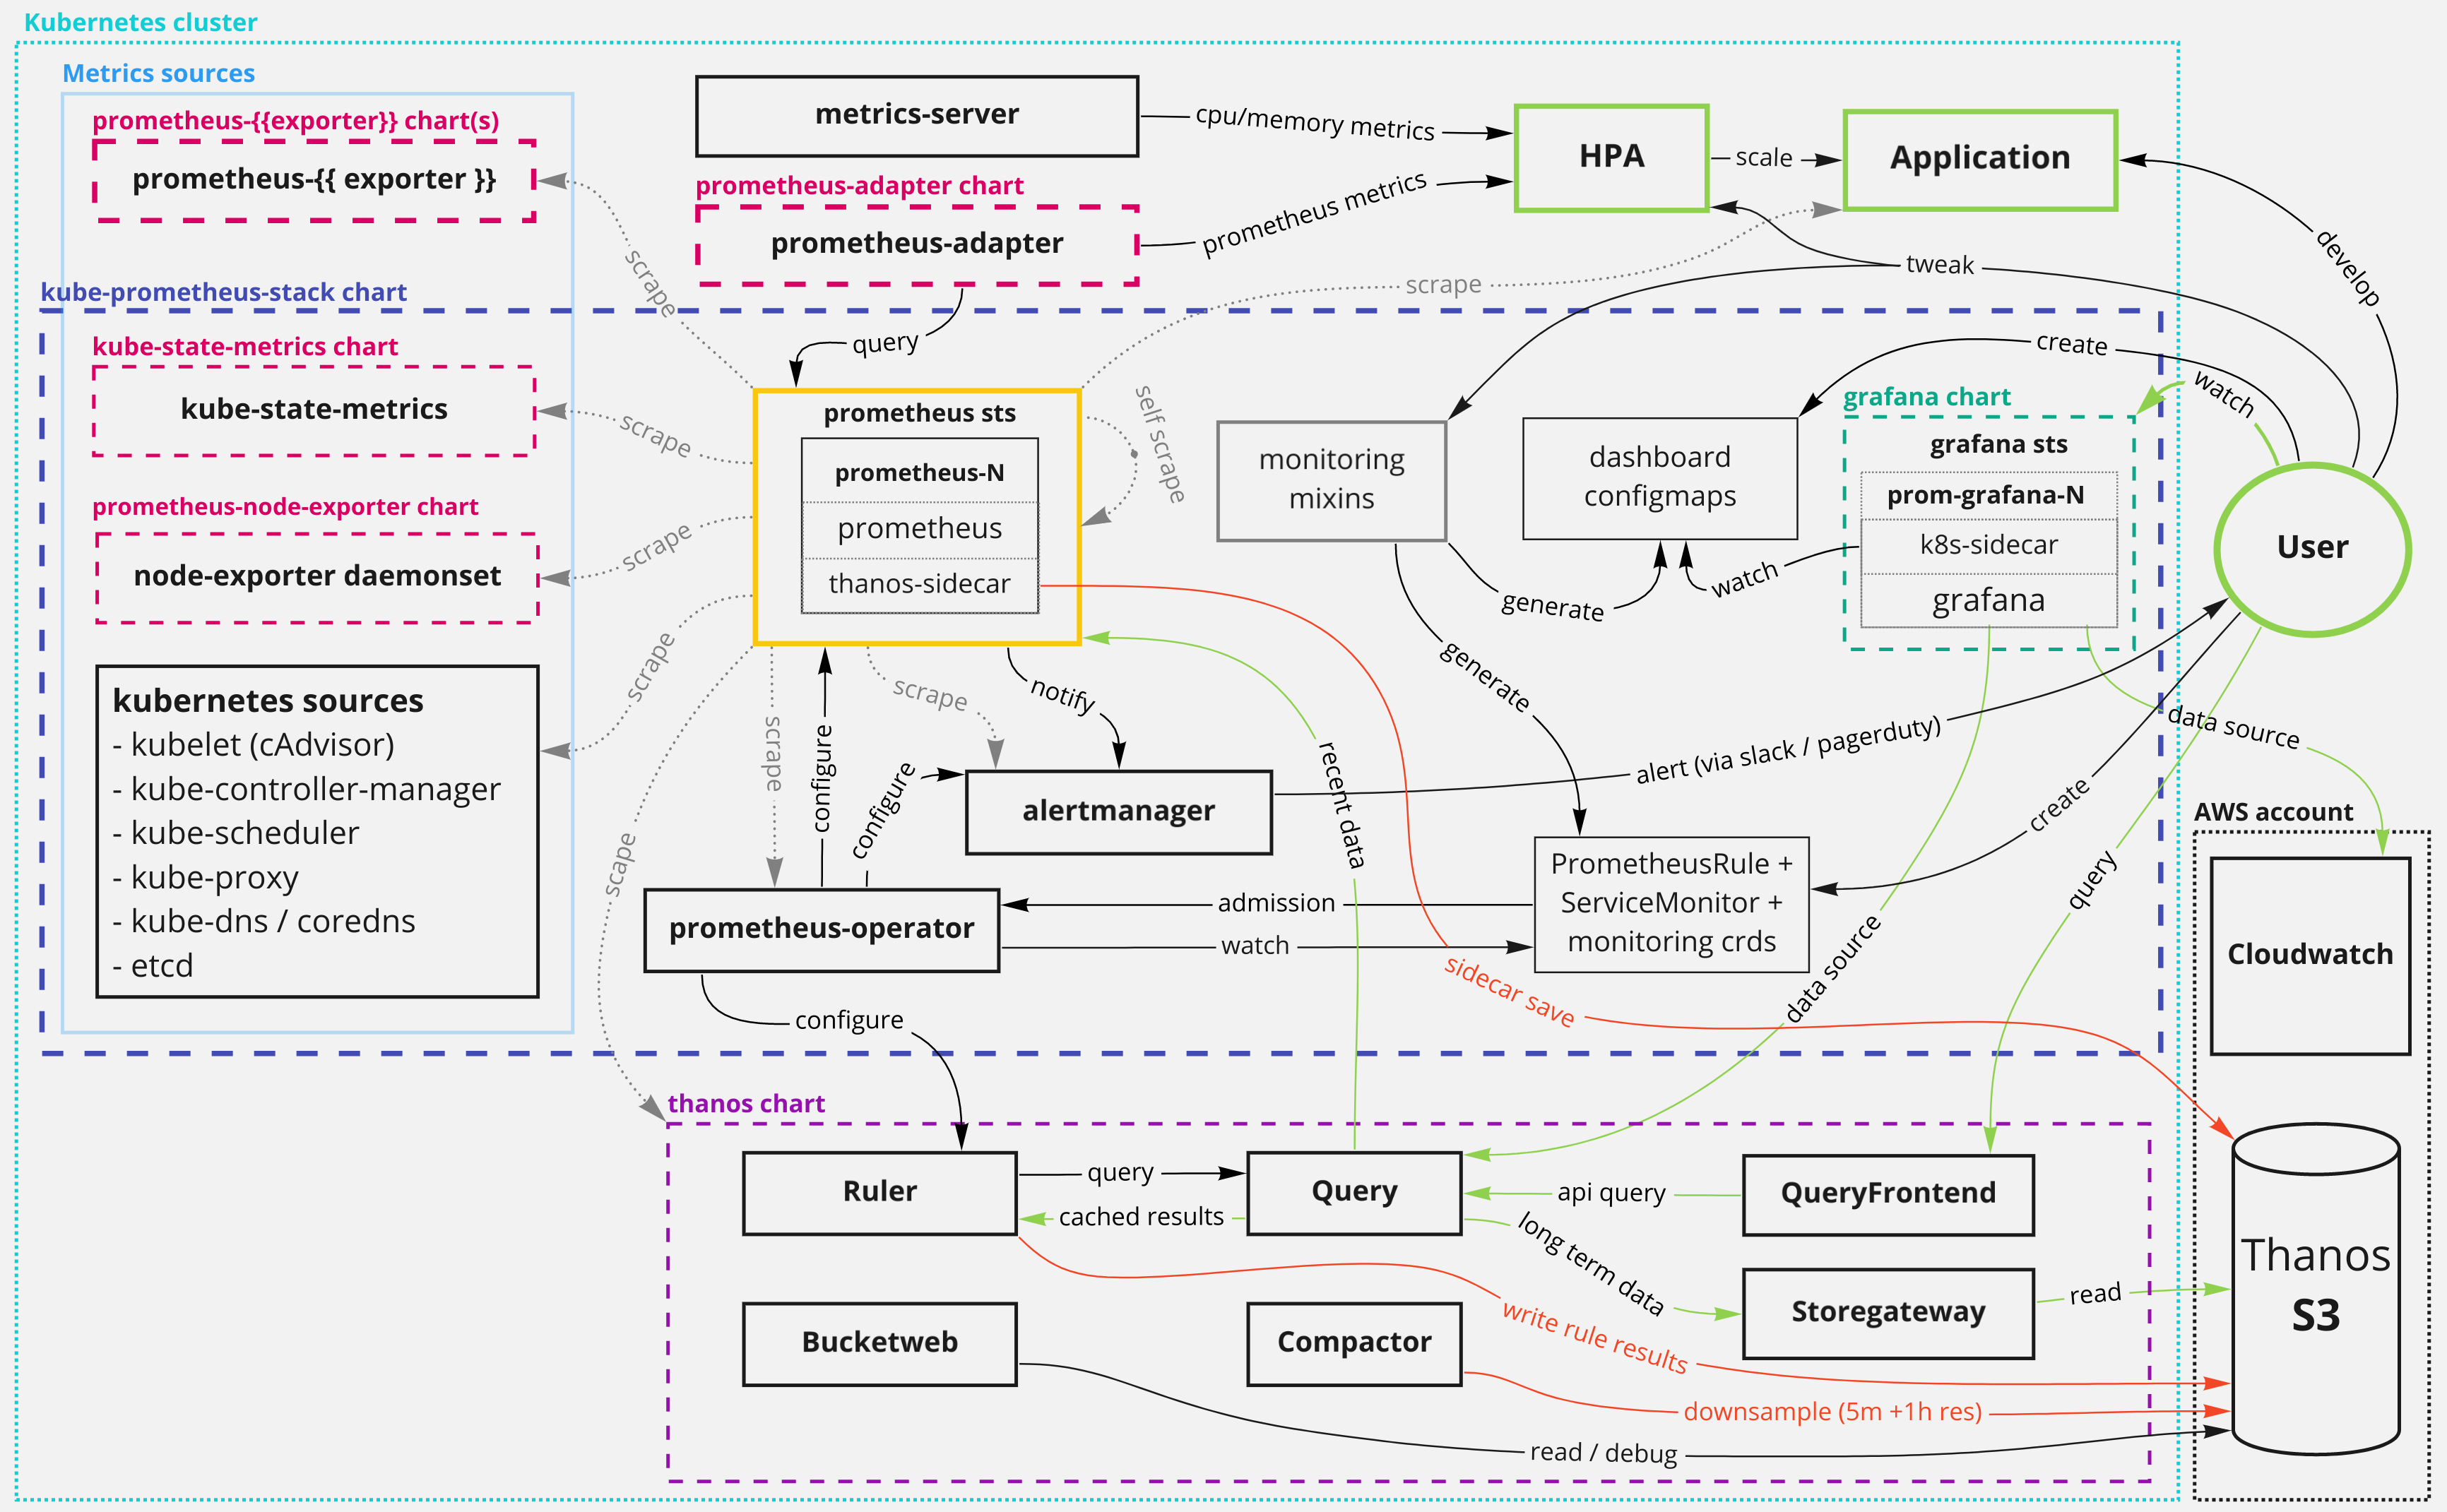 Kubernetes cluster
Metrics sources
prometheus-{{exporter}} chart(s)
prometheus-{{ exporter }}
metrics-server
cpu/memory metrics
HPA
scale
Application
prometheus-adapter chart
prometheus-adapter
prometheus metrics
scrape
scrape
tweak
develop
kube-prometheus-stack chart
kube-state-metrics chart
kube-state-metrics
scrape
query
create
watch
prometheus-node-exporter chart
node-exporter daemonset
scrape
prometheus sts
prometheus-N
prometheus
thanos-sidecar
self scrape
monitoring
mixins
dashboard
configmaps
grafana chart
grafana sts
prom-grafana-N
k8s-sidecar
grafana
watch
generate
generate
User
kubernetes sources
- kubelet (cAdvisor)
- kube-controller-manager
- kube-scheduler
- kube-proxy
- kube-dns / coredns
- etcd
scrape
scape
scrape
configure
configure
scrape
notify
alertmanager
recent data
alert (via slack / pagerduty)
data source
create
query
AWS account
Cloudwatch
prometheus-operator
admission
watch
PrometheusRule +
ServiceMonitor +
monitoring crds
sidecar save
data source
configure
thanos chart
Ruler
query
cached results
Query
api query
QueryFrontend
long term data
Storegateway
read
Thanos
S3
Bucketweb
Compactor
write rule results
downsample (5m +1h res)
read / debug